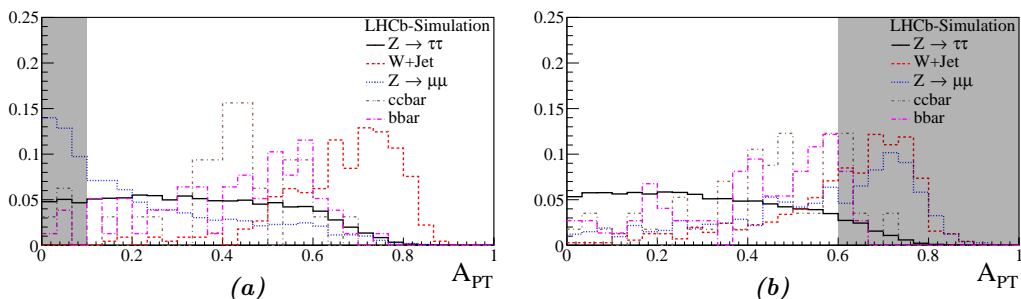 0.25
0.2
0.15
0.1
0.05
0
0 0.2 0.4 0.6 0.8 1
LHCb-Simulation
Z → ττ
W+Jet
Z → μμ
ccbar
bbar
A_PT
(a)
0.25
0.2
0.15
0.1
0.05
0
0 0.2 0.4 0.6 0.8 1
LHCb-Simulation
Z → ττ
W+Jet
Z → μμ
ccbar
bbar
A_PT
(b)